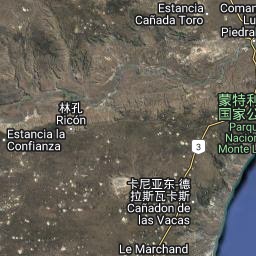 Estancia
Cañada Toro
Coman
Lu
Piedra
林孔
Ricón
Estancia la
Confianza
蒙特利
国家公
Parqu
Nacion
Monte L
3
卡尼亚东-德
拉斯瓦卡斯
Cañadon de
las Vacas
Le Marchand